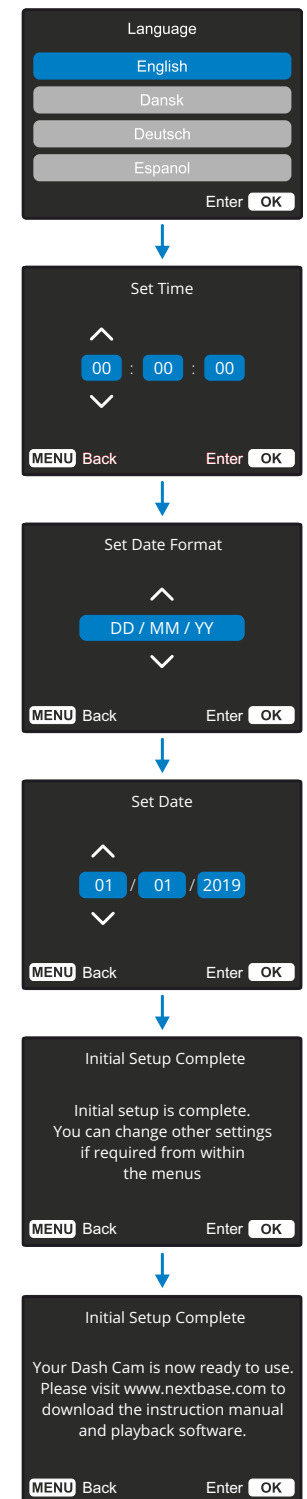 Language
English
Dansk
Deutsch
Espanol
Enter OK
Set Time
00 : 00 : 00
MENU Back Enter OK
Set Date Format
DD / MM / YY
MENU Back Enter OK
Set Date
01 / 01 / 2019
MENU Back Enter OK
Initial Setup Complete
Initial setup is complete.
You can change other settings
if required from within
the menus
MENU Back Enter OK
Initial Setup Complete
Your Dash Cam is now ready to use.
Please visit www.nextbase.com to
download the instruction manual
and playback software.
MENU Back Enter OK